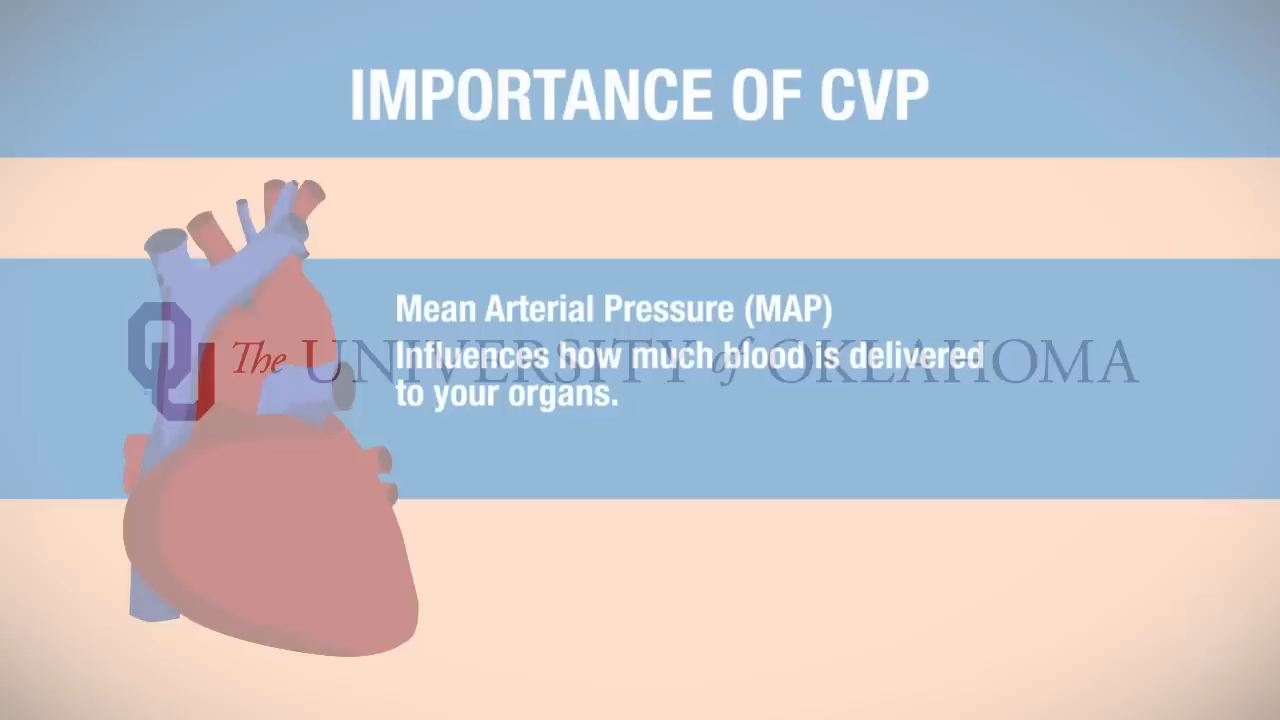 IMPORTANCE OF CVP
Mean Arterial Pressure (MAP)
Influences how much blood is delivered
to your organs.
OU The UNIVERSITY of OKLAHOMA